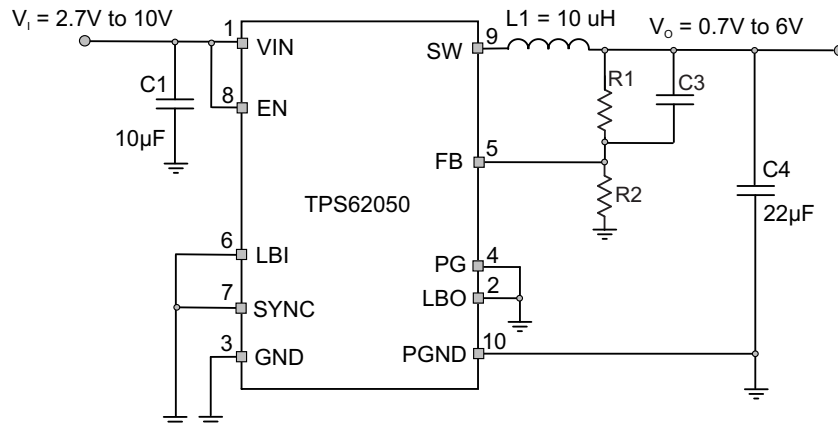 Vı = 2.7V to 10V
1
VIN
8
EN
C1
10µF
TPS62050
6
LBI
7
SYNC
3
GND
9
SW
L1 = 10 uH
Vₒ = 0.7V to 6V
R1
C3
5
FB
R2
C4
22µF
4
PG
2
LBO
10
PGND